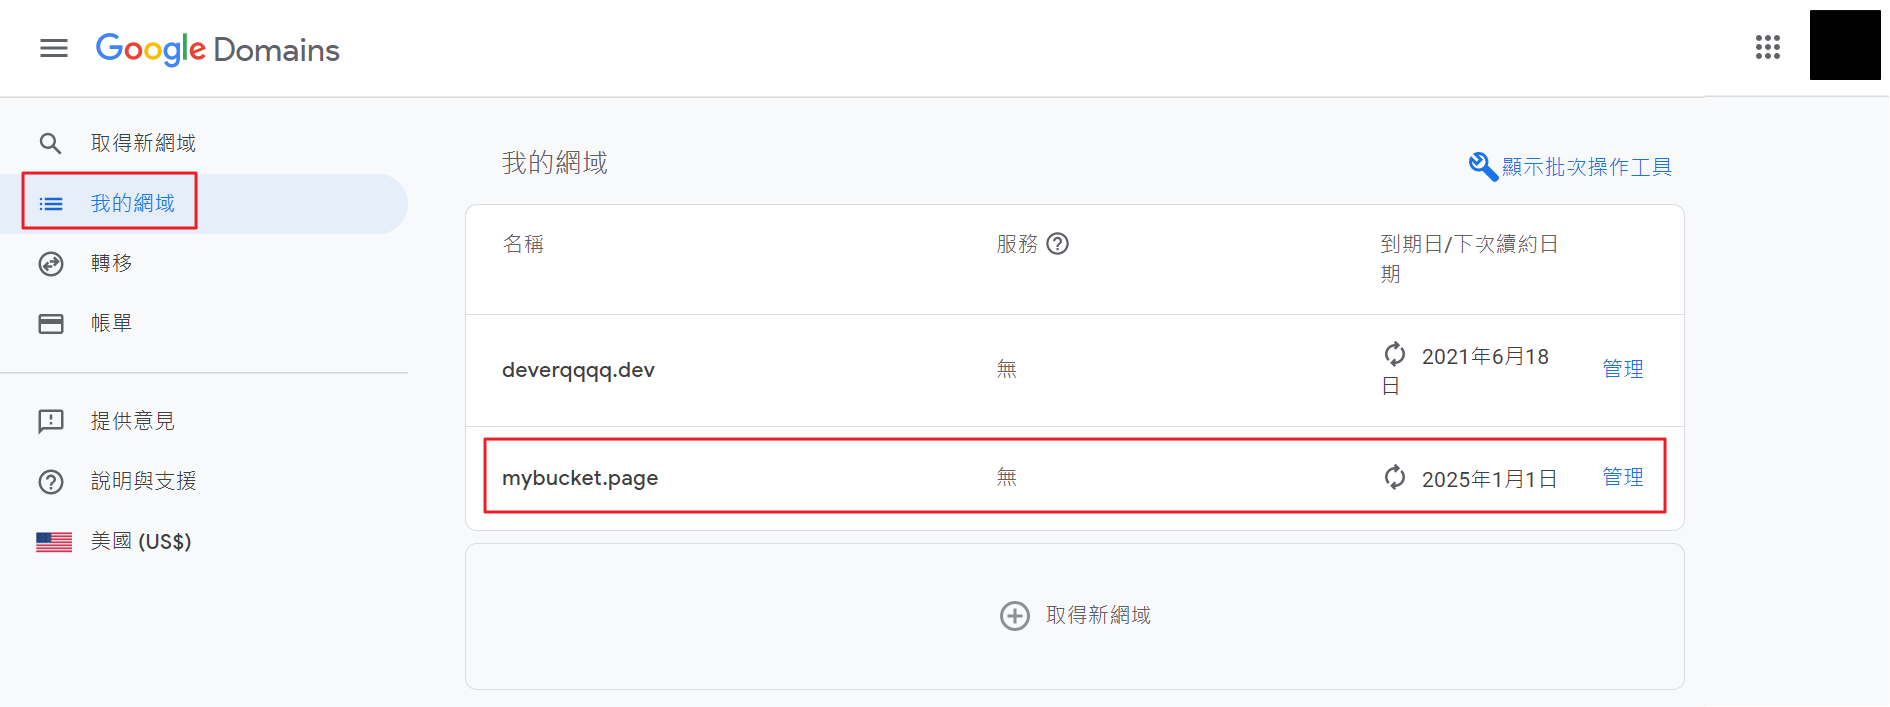 Google Domains
取得新網域
我的網域
轉移
帳單
提供意見
說明與支援
美國 (US$)
我的網域
顯示批次操作工具
名稱
服務
到期日/下次續約日
期
deverqqqq.dev
無
2021年6月18
日
管理
mybucket.page
無
2025年1月1日
管理
取得新網域